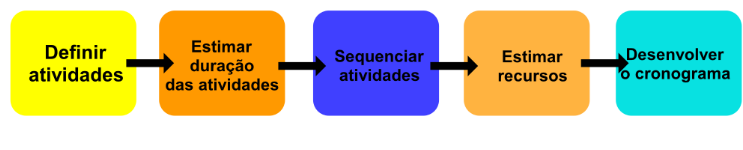 Definir
atividades
Estimar
duração
das atividades
Sequenciar
atividades
Estimar
recursos
Desenvolver
o cronograma